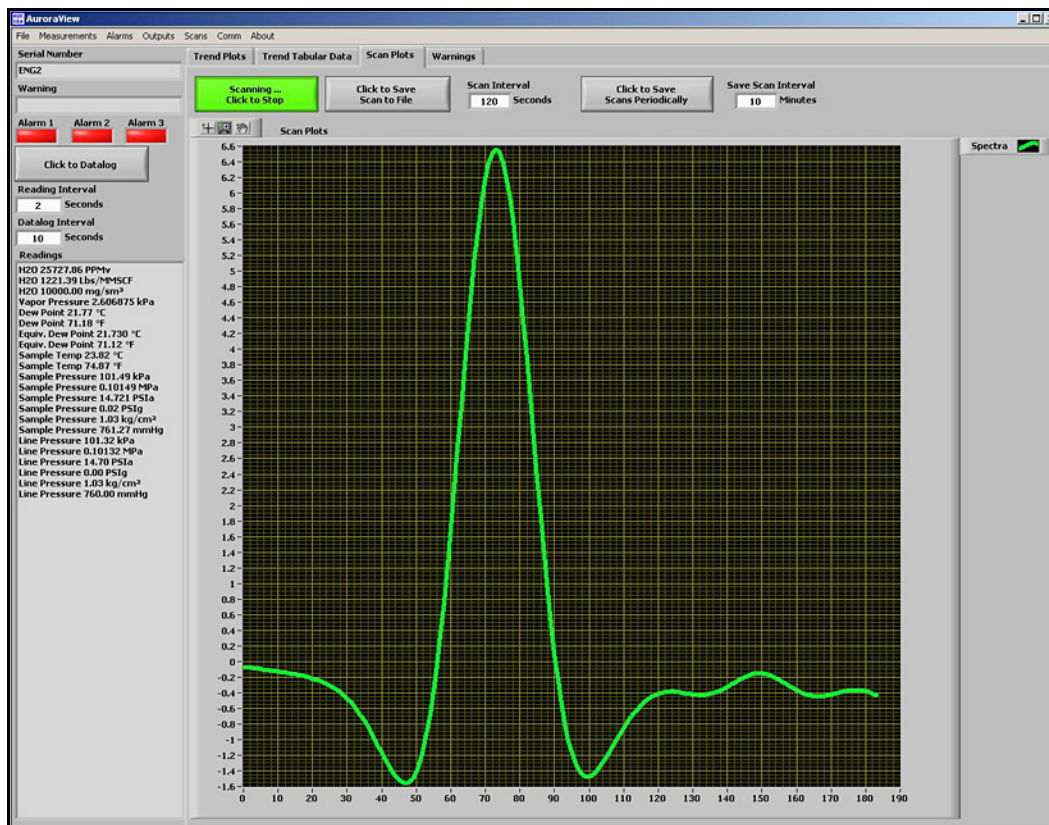 AuroraView
File Measurements Alarms Outputs Scans Comm About
Serial Number
ENG2
Warning
Alarm 1 Alarm 2 Alarm 3
Click to Datalog
Reading Interval
2 Seconds
Datalog Interval
10 Seconds
Readings
H2O 25727.86 PPMv
H2O 1221.39 Lbs/MMSCF
H2O 10000.00 mg/sm³
Vapor Pressure 2.606875 kPa
Dew Point 21.77 °C
Dew Point 71.18 °F
Equiv. Dew Point 21.730 °C
Equiv. Dew Point 71.12 °F
Sample Temp 23.82 °C
Sample Temp 74.87 °F
Sample Pressure 101.49 kPa
Sample Pressure 0.10149 MPa
Sample Pressure 14.721 PSIa
Sample Pressure 0.02 PSIg
Sample Pressure 1.03 kg/cm²
Sample Pressure 761.27 mmHg
Line Pressure 101.32 kPa
Line Pressure 0.10132 MPa
Line Pressure 14.70 PSIa
Line Pressure 0.00 PSIg
Line Pressure 1.03 kg/cm²
Line Pressure 760.00 mmHg
Trend Plots Trend Tabular Data Scan Plots Warnings
Scanning ...
Click to Stop
Click to Save
Scan to File
Scan Interval
120 Seconds
Click to Save
Scans Periodically
Save Scan Interval
10 Minutes
Scan Plots
Spectra
6.6
6.2
6
5.8
5.6
5.4
5.2
5
4.8
4.6
4.4
4.2
4
3.8
3.6
3.4
3.2
3
2.8
2.6
2.4
2.2
2
1.8
1.6
1.4
1.2
1
0.8
0.6
0.4
0.2
0
-0.2
-0.4
-0.6
-0.8
-1
-1.2
-1.4
-1.6
0 10 20 30 40 50 60 70 80 90 100 110 120 130 140 150 160 170 180 190